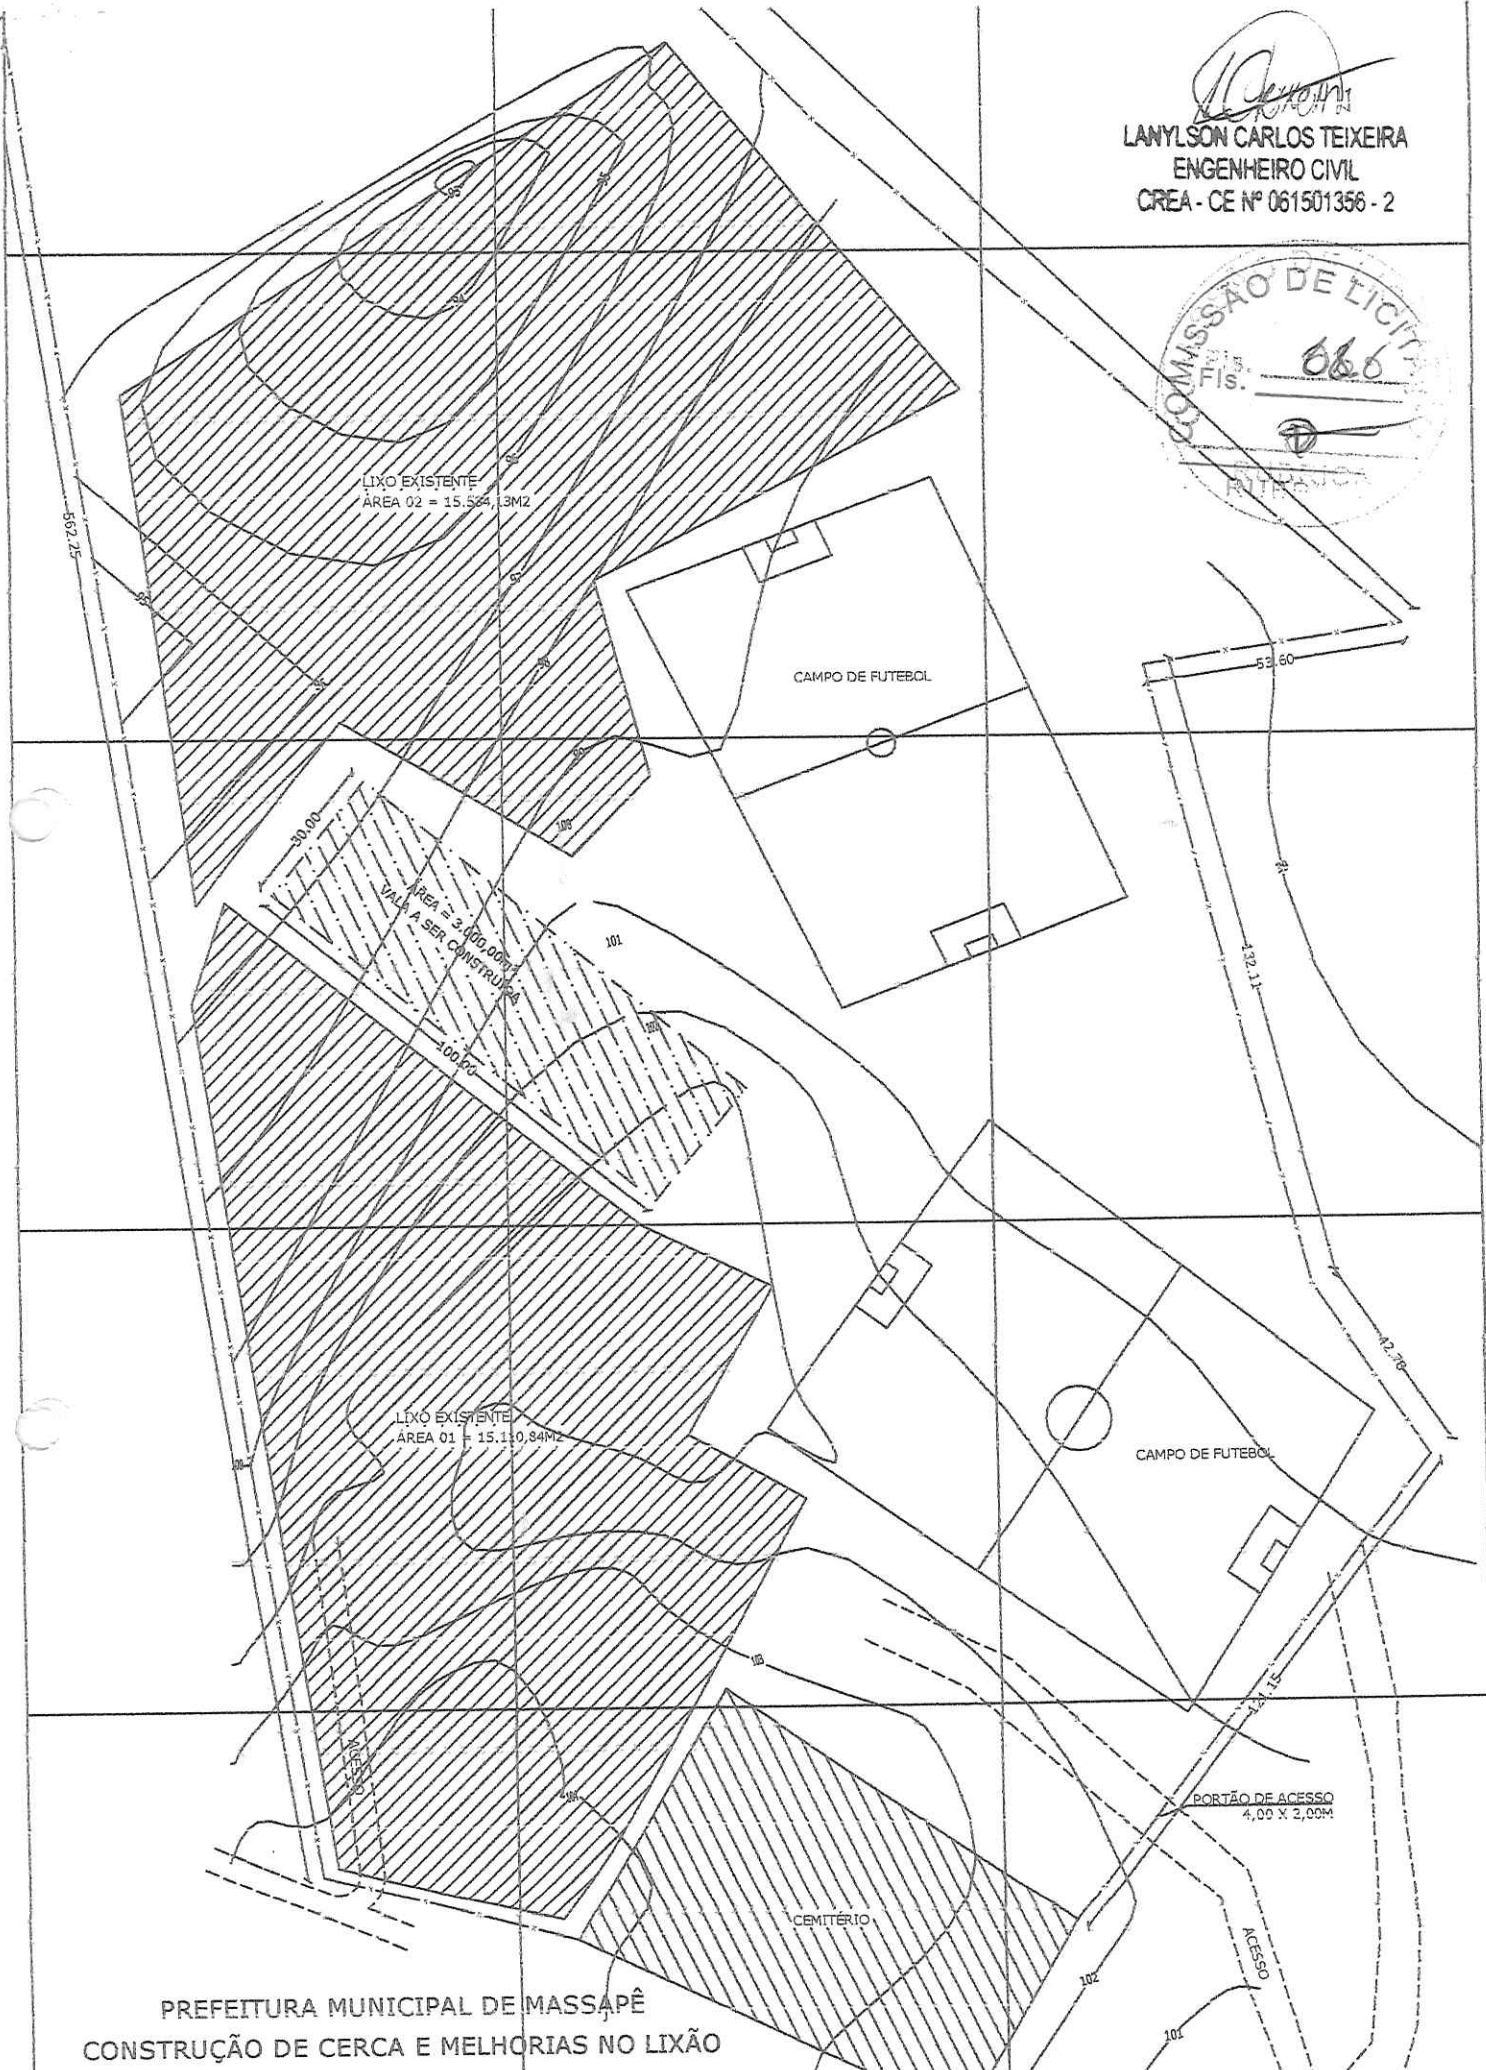 LANYLSON CARLOS TEIXEIRA
ENGENHEIRO CIVIL
CREA - CE Nº 061501356 - 2
COMISSÃO DE
Fls.
LIXO EXISTENTE
ÁREA 02 = 15.534,13M2
562.25
CAMPO DE FUTEBOL
53.60
30.00
100
ÁREA = 3.000,00m²
VALA A SER CONSTRUIDA
101
132.11
100.00
42.78
LIXO EXISTENTE
ÁREA 01 = 15.110,84M2
CAMPO DE FUTEBOL
103
ACESSO
PORTÃO DE ACESSO
4,00 X 2,00M
CEMITÉRIO
ACESSO
102
101
PREFEITURA MUNICIPAL DE MASSAPÊ
CONSTRUÇÃO DE CERCA E MELHORIAS NO LIXÃO